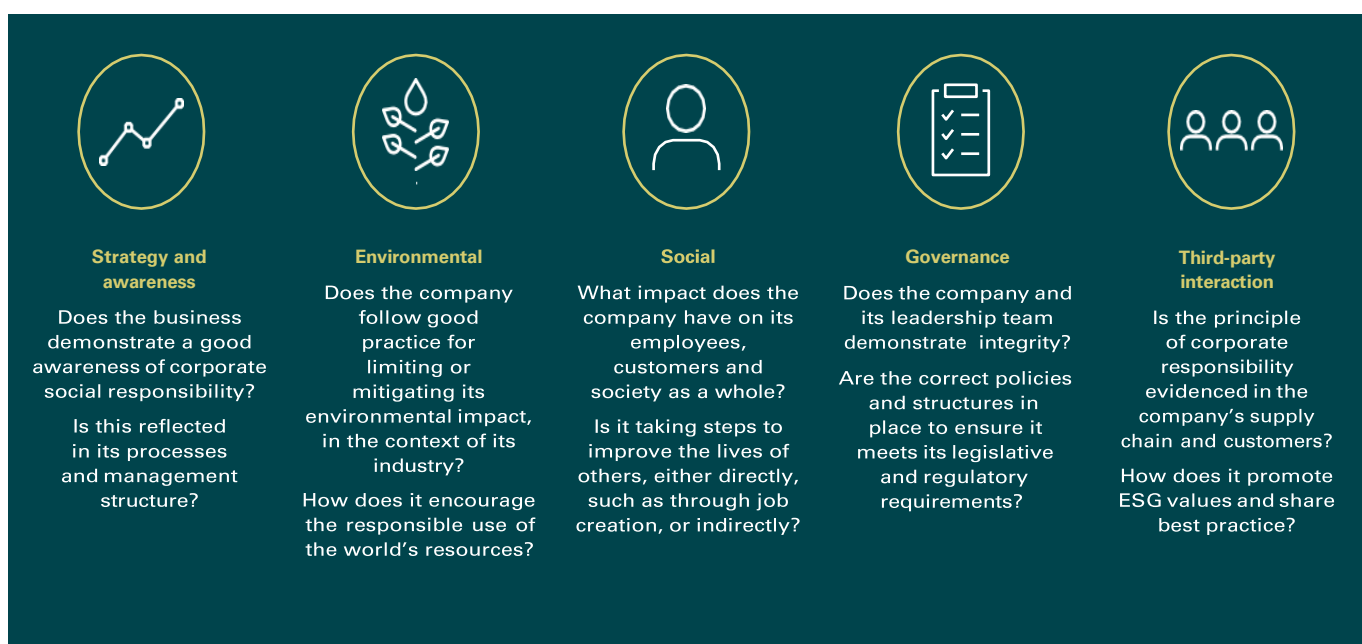 Strategy and
awareness
Does the business
demonstrate a good
awareness of corporate
social responsibility?
Is this reflected
in its processes
and management
structure?
Environmental
Does the company
follow good
practice for
limiting or
mitigating its
environmental impact,
in the context of its
industry?
How does it encourage
the responsible use of
the world’s resources?
Social
What impact does the
company have on its
employees,
customers and
society as a whole?
Is it taking steps to
improve the lives of
others, either directly,
such as through job
creation, or indirectly?
Governance
Does the company and
its leadership team
demonstrate integrity?
Are the correct policies
and structures in
place to ensure it
meets its legislative
and regulatory
requirements?
Third-party
interaction
Is the principle
of corporate
responsibility
evidenced in the
company’s supply
chain and customers?
How does it promote
ESG values and share
best practice?